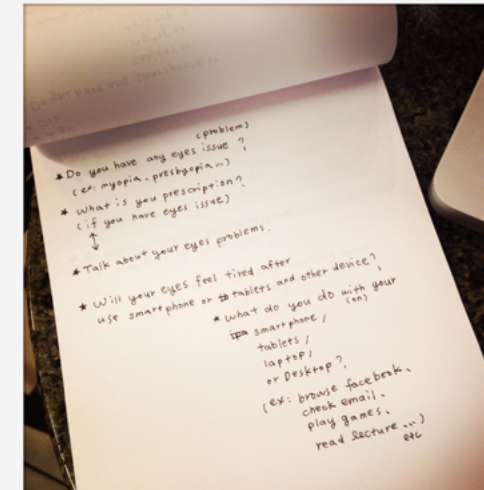 (problem)
* Do you have any eyes issue ?
(ex: myopia, presbyopia...)
* What is you prescription?
(if you have eyes issue)
↕
* Talk about your eyes problems.
* Will your eyes feel tired after
use smartphone or tablets and other device?
* What do you do with your
(on)
smartphone /
tablets /
laptop /
or Desktop ?
(ex: browse facebook、
check email、
play games、
read lecture ...)
etc